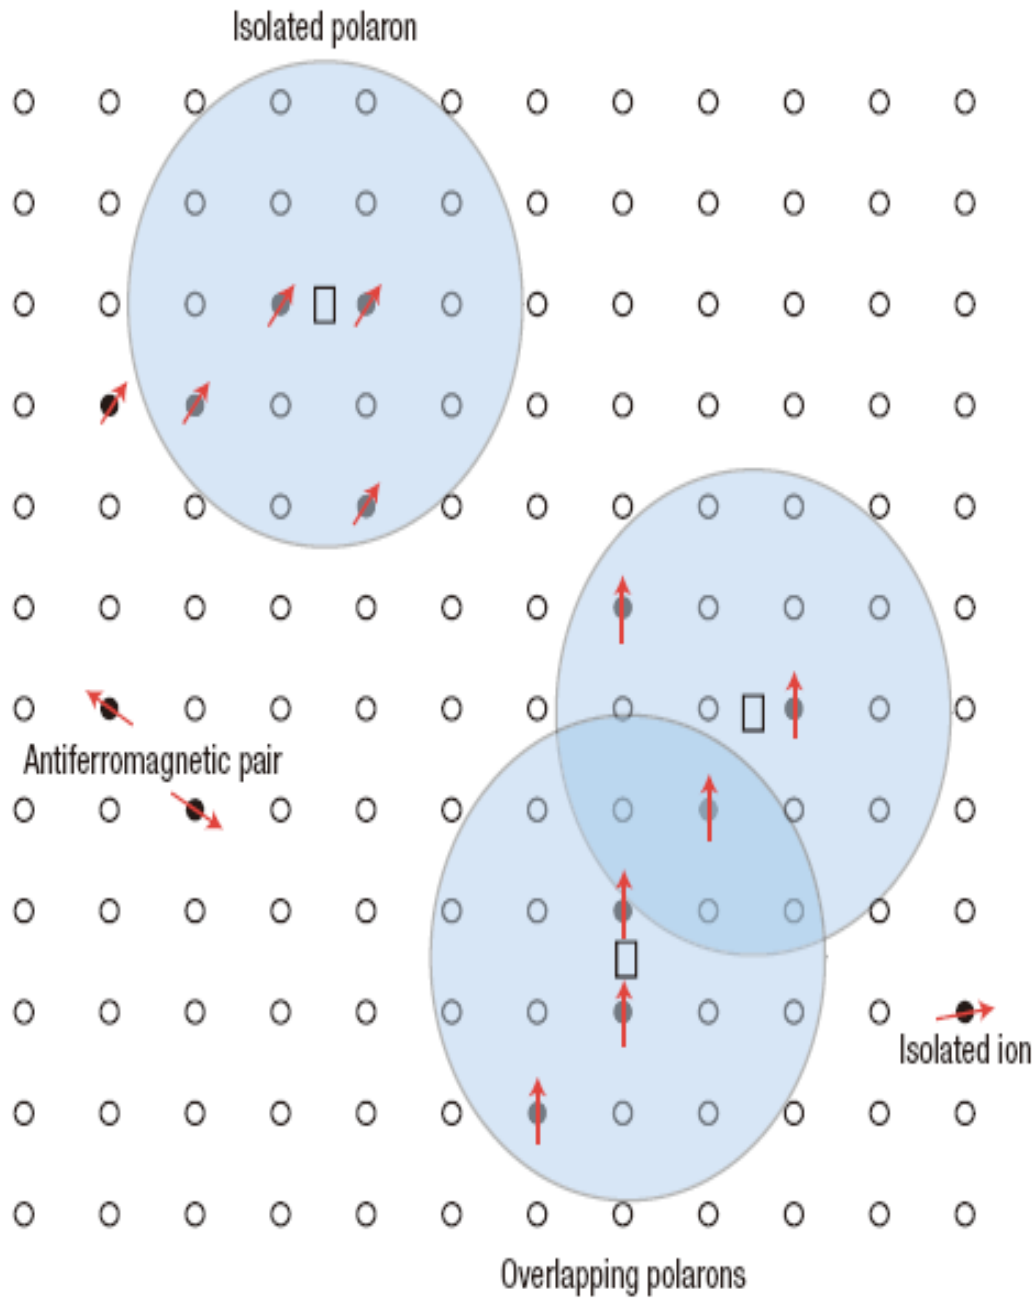 Isolated polaron
Antiferromagnetic pair
Isolated ion
Overlapping polarons